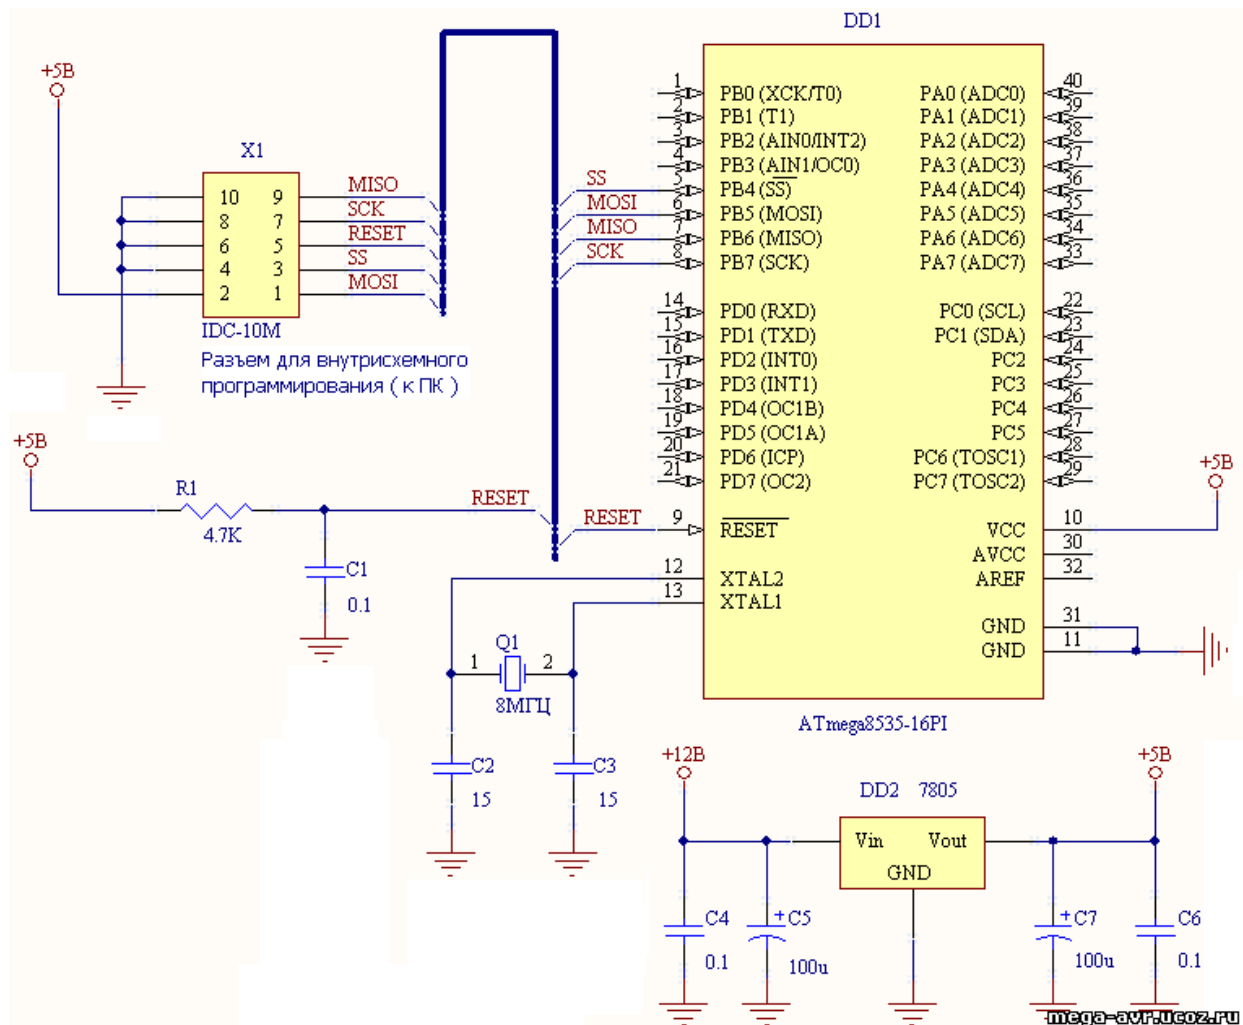 DD1
+5В
X1
10 9 MISO
8 7 SCK
6 5 RESET
4 3 SS
2 1 MOSI
IDC-10M
Разъем для внутрисхемного
программирования ( к ПК )
1 PB0 (XCK/T0) PA0 (ADC0) 40
2 PB1 (T1) PA1 (ADC1) 39
3 PB2 (AIN0/INT2) PA2 (ADC2) 38
4 PB3 (AIN1/OC0) PA3 (ADC3) 37
SS 5 PB4 (SS) PA4 (ADC4) 36
MOSI 6 PB5 (MOSI) PA5 (ADC5) 35
MISO 7 PB6 (MISO) PA6 (ADC6) 34
SCK 8 PB7 (SCK) PA7 (ADC7) 33
14 PD0 (RXD) PC0 (SCL) 22
15 PD1 (TXD) PC1 (SDA) 23
16 PD2 (INT0) PC2 24
17 PD3 (INT1) PC3 25
18 PD4 (OC1B) PC4 26
19 PD5 (OC1A) PC5 27
20 PD6 (ICP) PC6 (TOSC1) 28
21 PD7 (OC2) PC7 (TOSC2) 29
RESET 9 RESET VCC 10
+5В
AVCC 30
12 XTAL2 AREF 32
13 XTAL1
GND 31
GND 11
ATmega8535-16PI
+5В
R1
4.7K
RESET
C1
0.1
Q1
1 2
8МГЦ
C2
15
C3
15
+12В
+5В
DD2 7805
Vin Vout
GND
C4
0.1
+ C5
100u
+ C7
100u
C6
0.1
mega-avr.ucoz.ru